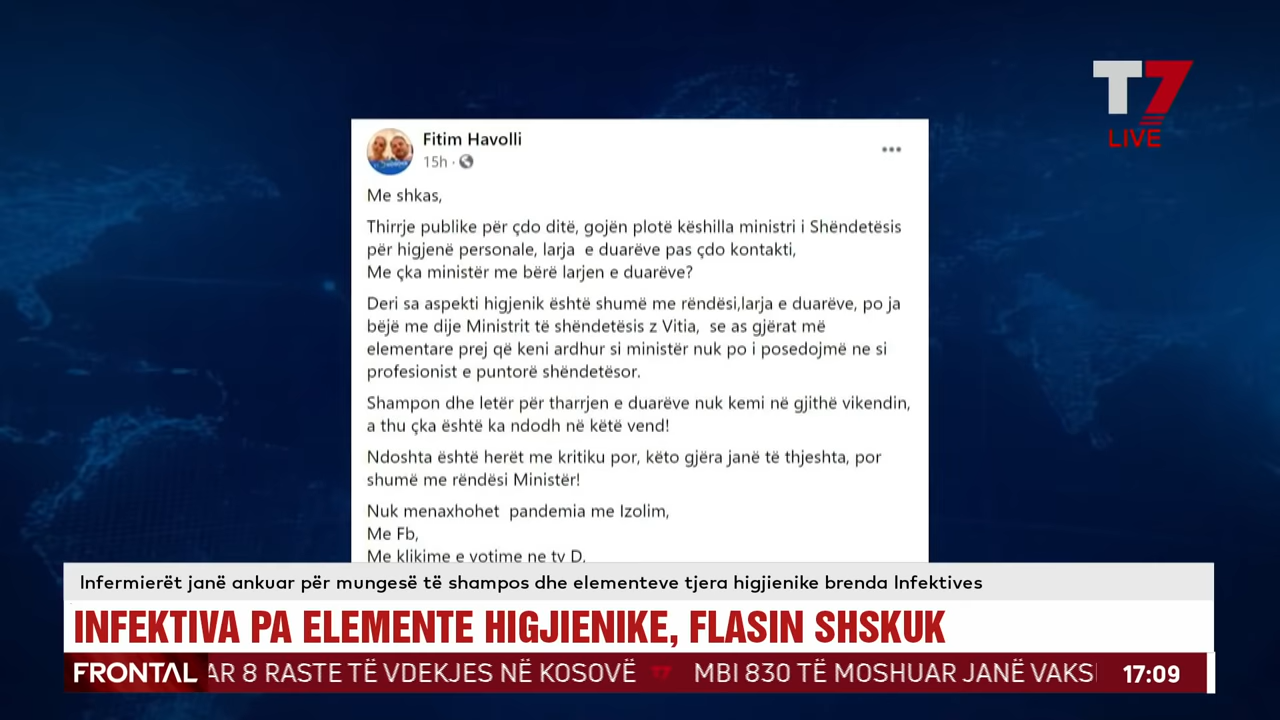 T7
LIVE
Fitim Havolli
15h ·
Me shkas,
Thirrje publike për çdo ditë, gojën plotë këshilla ministri i Shëndetësis
për higjenë personale, larja e duarëve pas çdo kontakti,
Me çka ministër me bërë larjen e duarëve?
Deri sa aspekti higjenik është shumë me rëndësi,larja e duarëve, po ja
bëjë me dije Ministrit të shëndetësis z Vitia, se as gjërat më
elementare prej që keni ardhur si ministër nuk po i posedojmë ne si
profesionist e puntorë shëndetësor.
Shampon dhe letër për tharrjen e duarëve nuk kemi në gjithë vikendin,
a thu çka është ka ndodh në këtë vend!
Ndoshta është herët me kritiku por, këto gjëra janë të thjeshta, por
shumë me rëndësi Ministër!
Nuk menaxhohet pandemia me Izolim,
Me Fb,
Me klikime e votime ne tv D,
Infermierët janë ankuar për mungesë të shampos dhe elementeve tjera higjienike brenda Infektives
INFEKTIVA PA ELEMENTE HIGJIENIKE, FLASIN SHSKUK
FRONTAL AR 8 RASTE TË VDEKJES NË KOSOVË T7 MBI 830 TË MOSHUAR JANË VAKSI 17:09